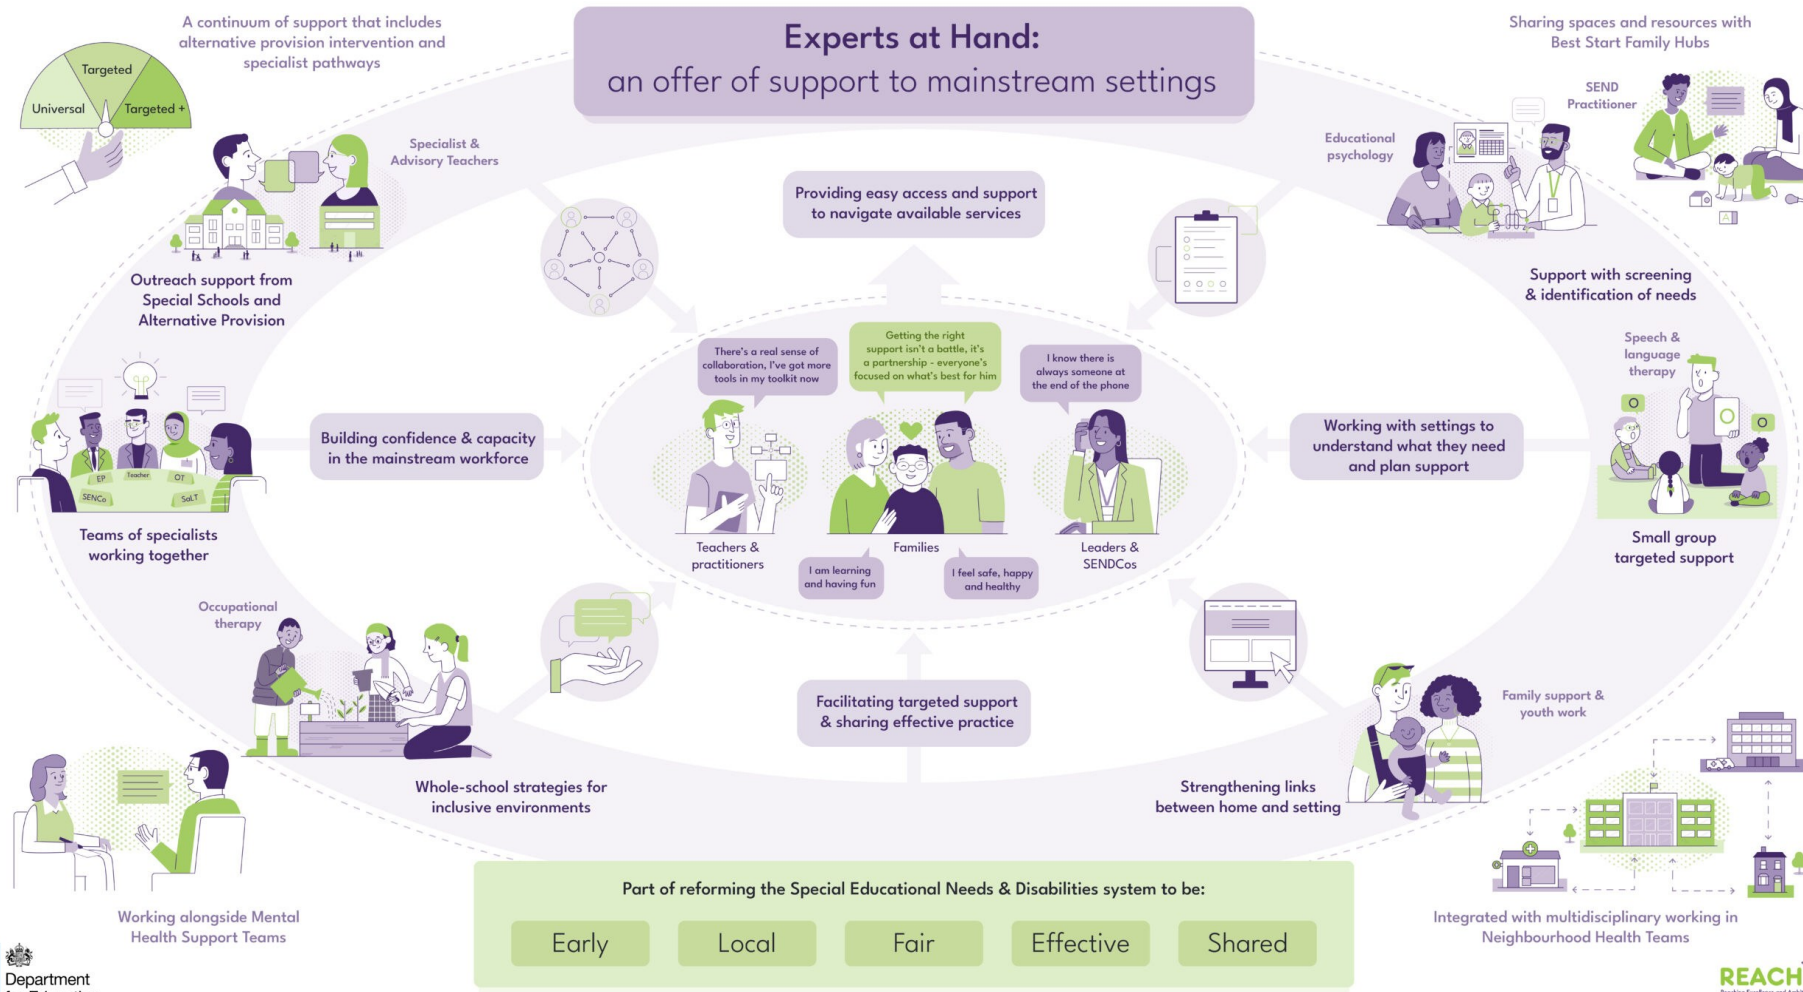 Experts at Hand:
an offer of support to mainstream settings
A continuum of support that includes
alternative provision intervention and
specialist pathways
Universal
Targeted
Targeted +
Specialist &
Advisory Teachers
Outreach support from
Special Schools and
Alternative Provision
Sharing spaces and resources with
Best Start Family Hubs
SEND
Practitioner
Educational
psychology
A
Support with screening
& identification of needs
Providing easy access and support
to navigate available services
There's a real sense of
collaboration, I've got more
tools in my toolkit now
Getting the right
support isn't a battle, it's
a partnership - everyone's
focused on what's best for him
I know there is
always someone at
the end of the phone
Teachers &
practitioners
Families
Leaders &
SENDCos
I am learning
and having fun
I feel safe, happy
and healthy
Building confidence & capacity
in the mainstream workforce
Working with settings to
understand what they need
and plan support
EP
Teacher
OT
SENCo
SaLT
Teams of specialists
working together
Speech &
language
therapy
O
O
O
Small group
targeted support
Occupational
therapy
Whole-school strategies for
inclusive environments
Facilitating targeted support
& sharing effective practice
Family support &
youth work
Strengthening links
between home and setting
Working alongside Mental
Health Support Teams
Integrated with multidisciplinary working in
Neighbourhood Health Teams
Part of reforming the Special Educational Needs & Disabilities system to be:
Early
Local
Fair
Effective
Shared
Department
REACH